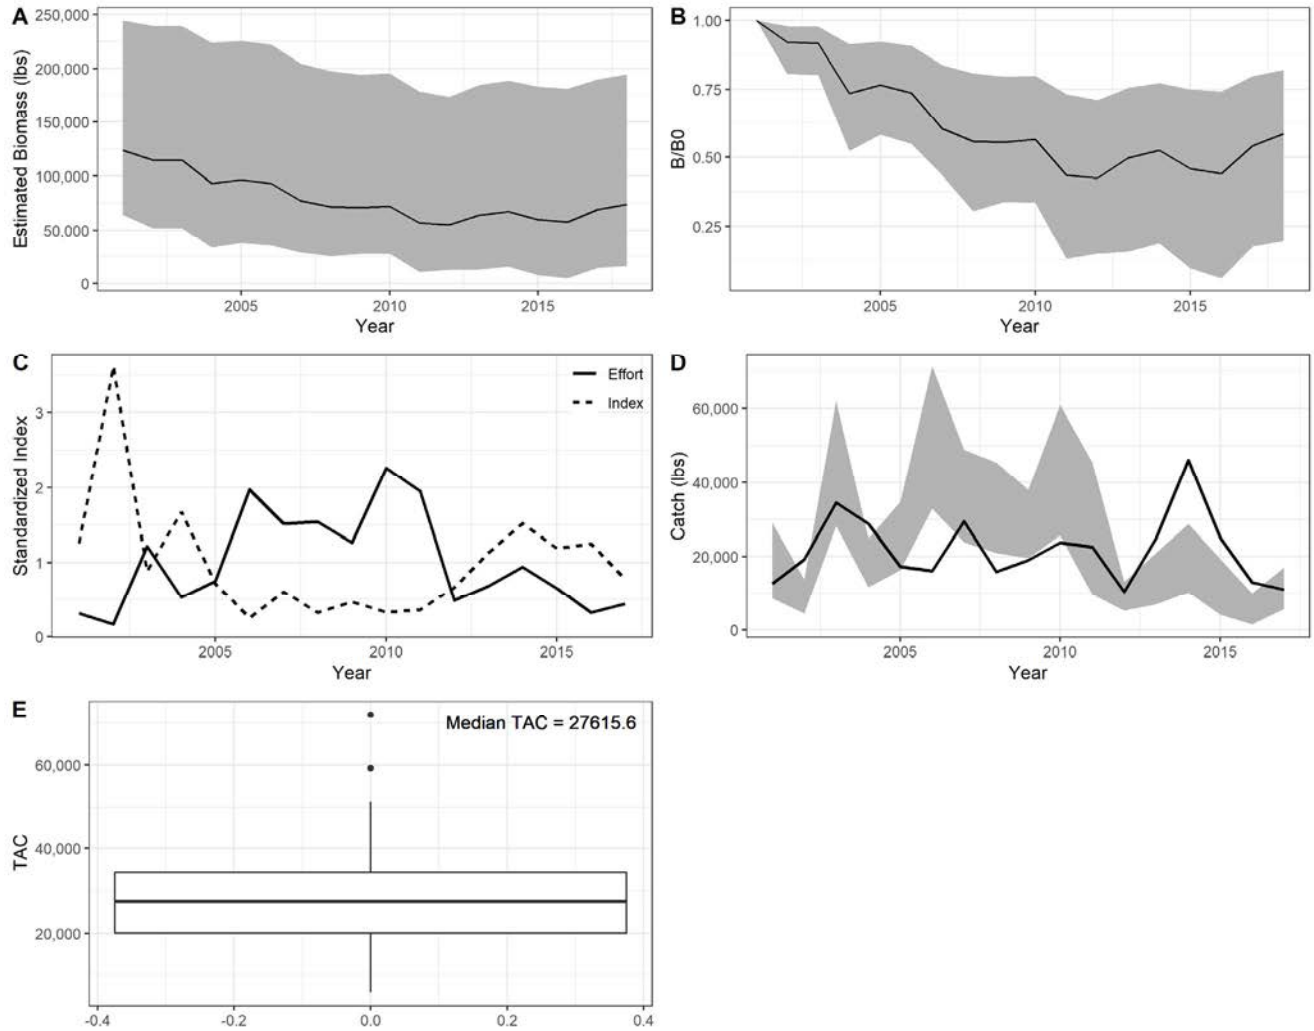 A
250,000
200,000
150,000
100,000
50,000
0
Estimated Biomass (lbs)
2005
2010
2015
Year
B
1.00
0.75
0.50
0.25
B/B0
2005
2010
2015
Year
C
3
2
1
0
Standardized Index
Effort
Index
2005
2010
2015
Year
D
60,000
40,000
20,000
0
Catch (lbs)
2005
2010
2015
Year
E
Median TAC = 27615.6
60,000
40,000
20,000
TAC
-0.4
-0.2
0.0
0.2
0.4